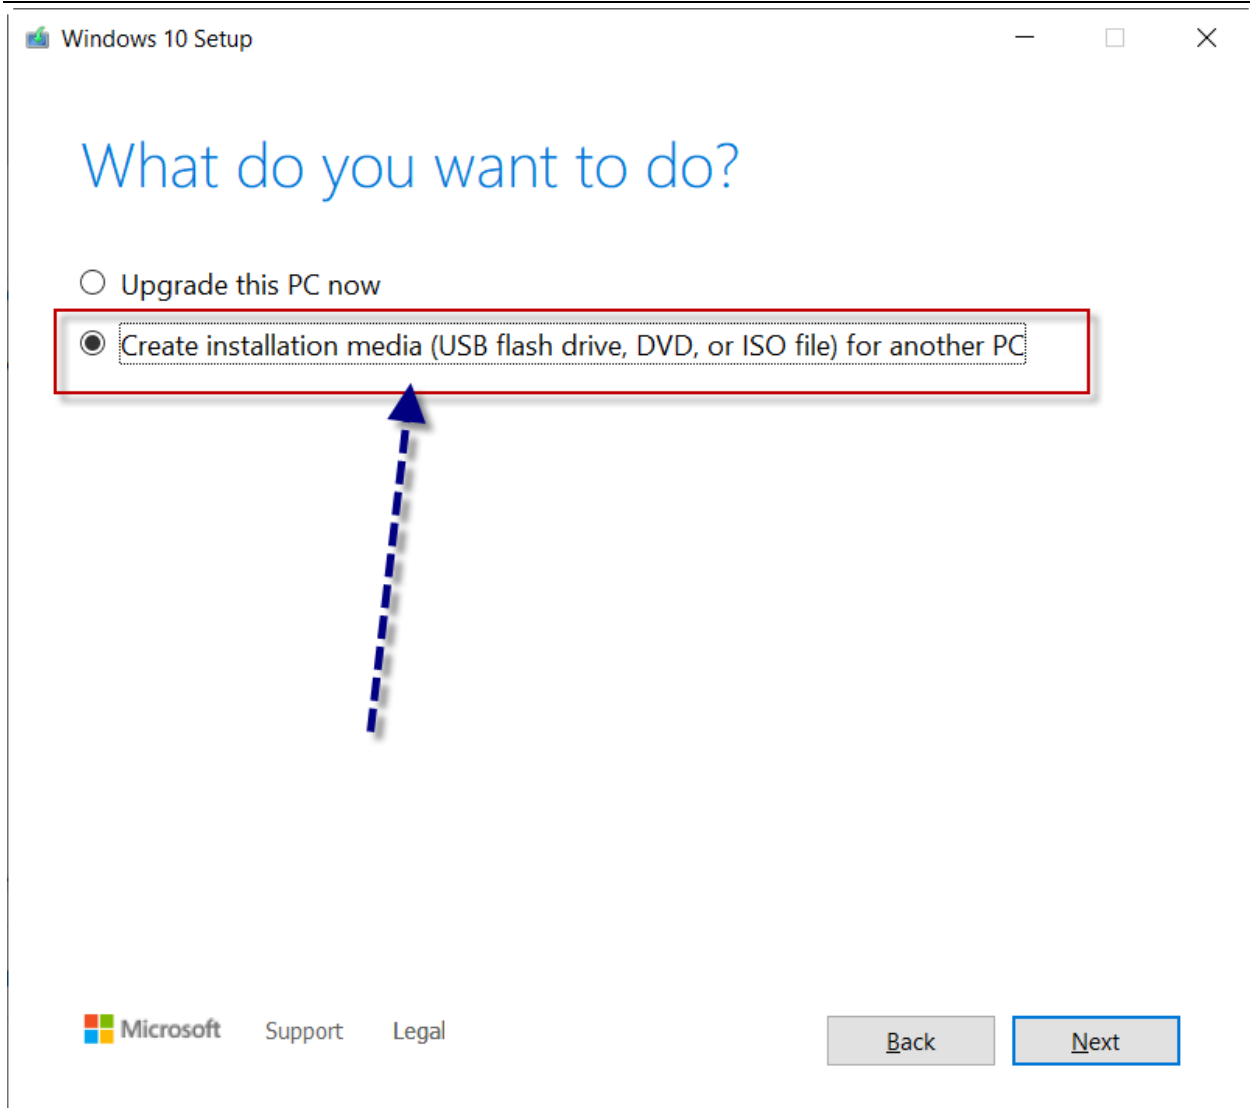 Windows 10 Setup
What do you want to do?
Upgrade this PC now
Create installation media (USB flash drive, DVD, or ISO file) for another PC
Microsoft Support Legal
Back Next